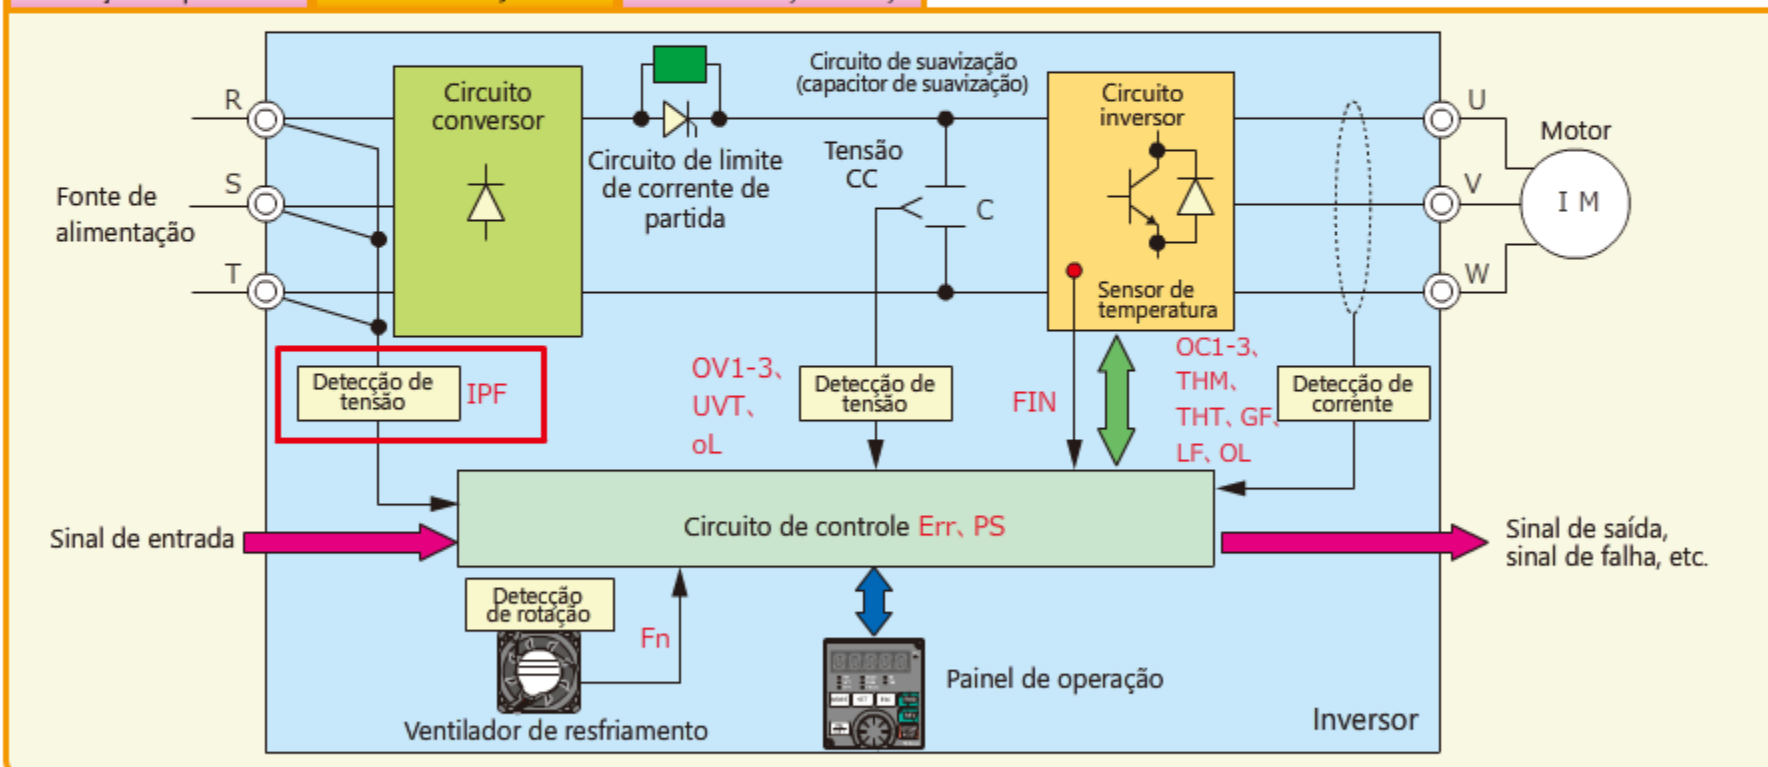 Circuito
conversor
Circuito de suavização
(capacitor de suavização)
Circuito
inversor
R
S
T
U
V
W
Motor
I M
Fonte de
alimentação
Circuito de limite
de corrente de
partida
Tensão
CC
C
Sensor de
temperatura
Detecção de
tensão
IPF
OV1-3、
UVT、
oL
Detecção de
tensão
FIN
OC1-3、
THM、
THT、GF、
LF、OL
Detecção de
corrente
Sinal de entrada
Circuito de controle Err、PS
Sinal de saída,
sinal de falha, etc.
Detecção
de rotação
Fn
Painel de operação
Ventilador de resfriamento
Inversor